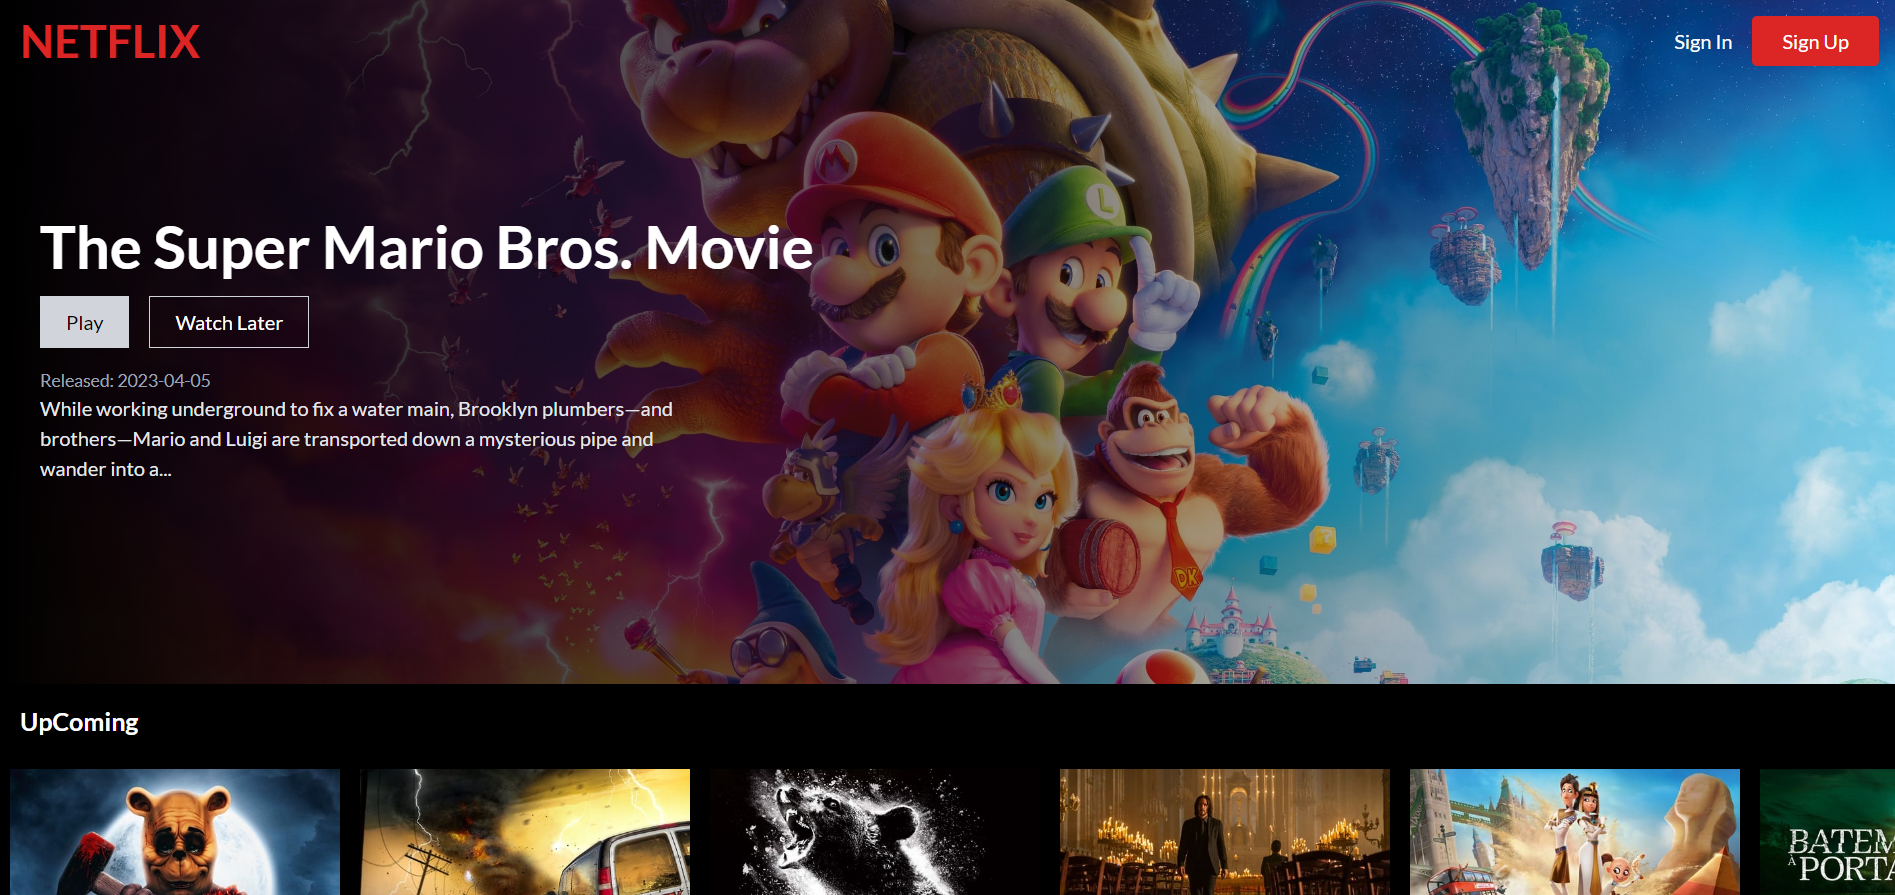 NETFLIX
Sign In
Sign Up
The Super Mario Bros. Movie
Play
Watch Later
Released: 2023-04-05
While working underground to fix a water main, Brooklyn plumbers—and
brothers—Mario and Luigi are transported down a mysterious pipe and
wander into a...
L
DK
UpComing